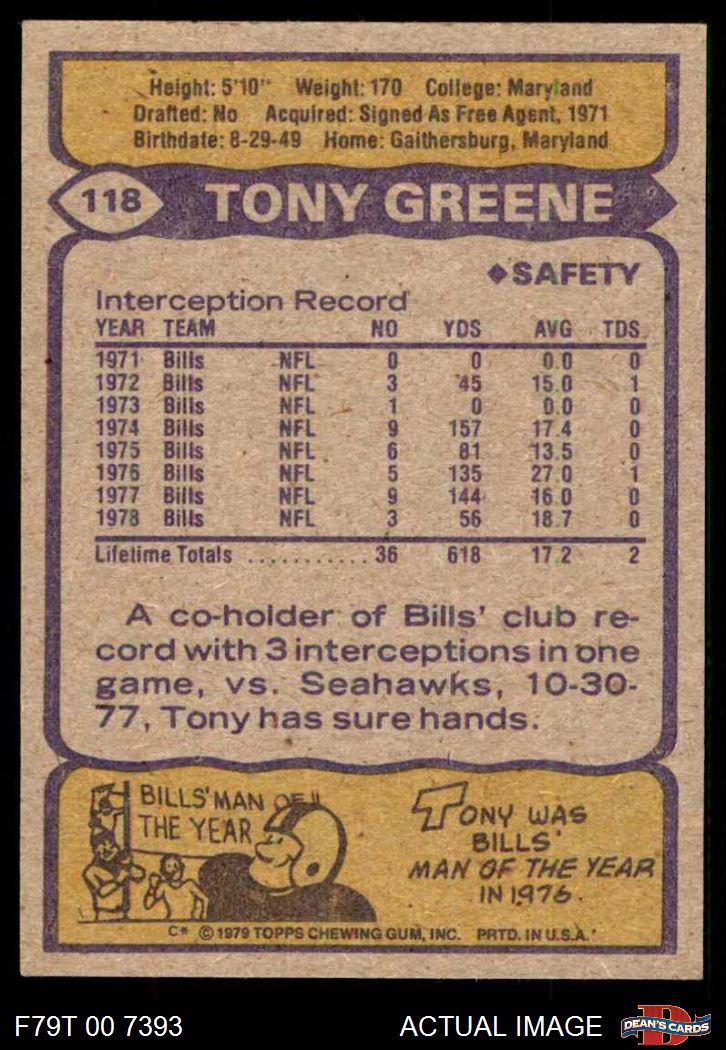 Height: 5'10" Weight: 170 College: Maryland
Drafted: No Acquired: Signed As Free Agent, 1971
Birthdate: 8-29-49 Home: Gaithersburg, Maryland
118 TONY GREENE
SAFETY
Interception Record
YEAR TEAM NO YDS AVG TDS
1971 Bills NFL 0 0 0.0 0
1972 Bills NFL 3 45 15.0 1
1973 Bills NFL 1 0 0.0 0
1974 Bills NFL 9 157 17.4 0
1975 Bills NFL 6 81 13.5 0
1976 Bills NFL 5 135 27.0 1
1977 Bills NFL 9 144 16.0 0
1978 Bills NFL 3 56 18.7 0
Lifetime Totals ............ 36 618 17.2 2
A co-holder of Bills' club re-
cord with 3 interceptions in one
game, vs. Seahawks, 10-30-
77, Tony has sure hands.
BILLS' MAN OF
THE YEAR
TONY WAS
BILLS'
MAN OF THE YEAR
IN 1976.
C* © 1979 TOPPS CHEWING GUM, INC. PRTD. IN U.S.A.
F79T 00 7393 ACTUAL IMAGE
D
DEAN'S CARDS